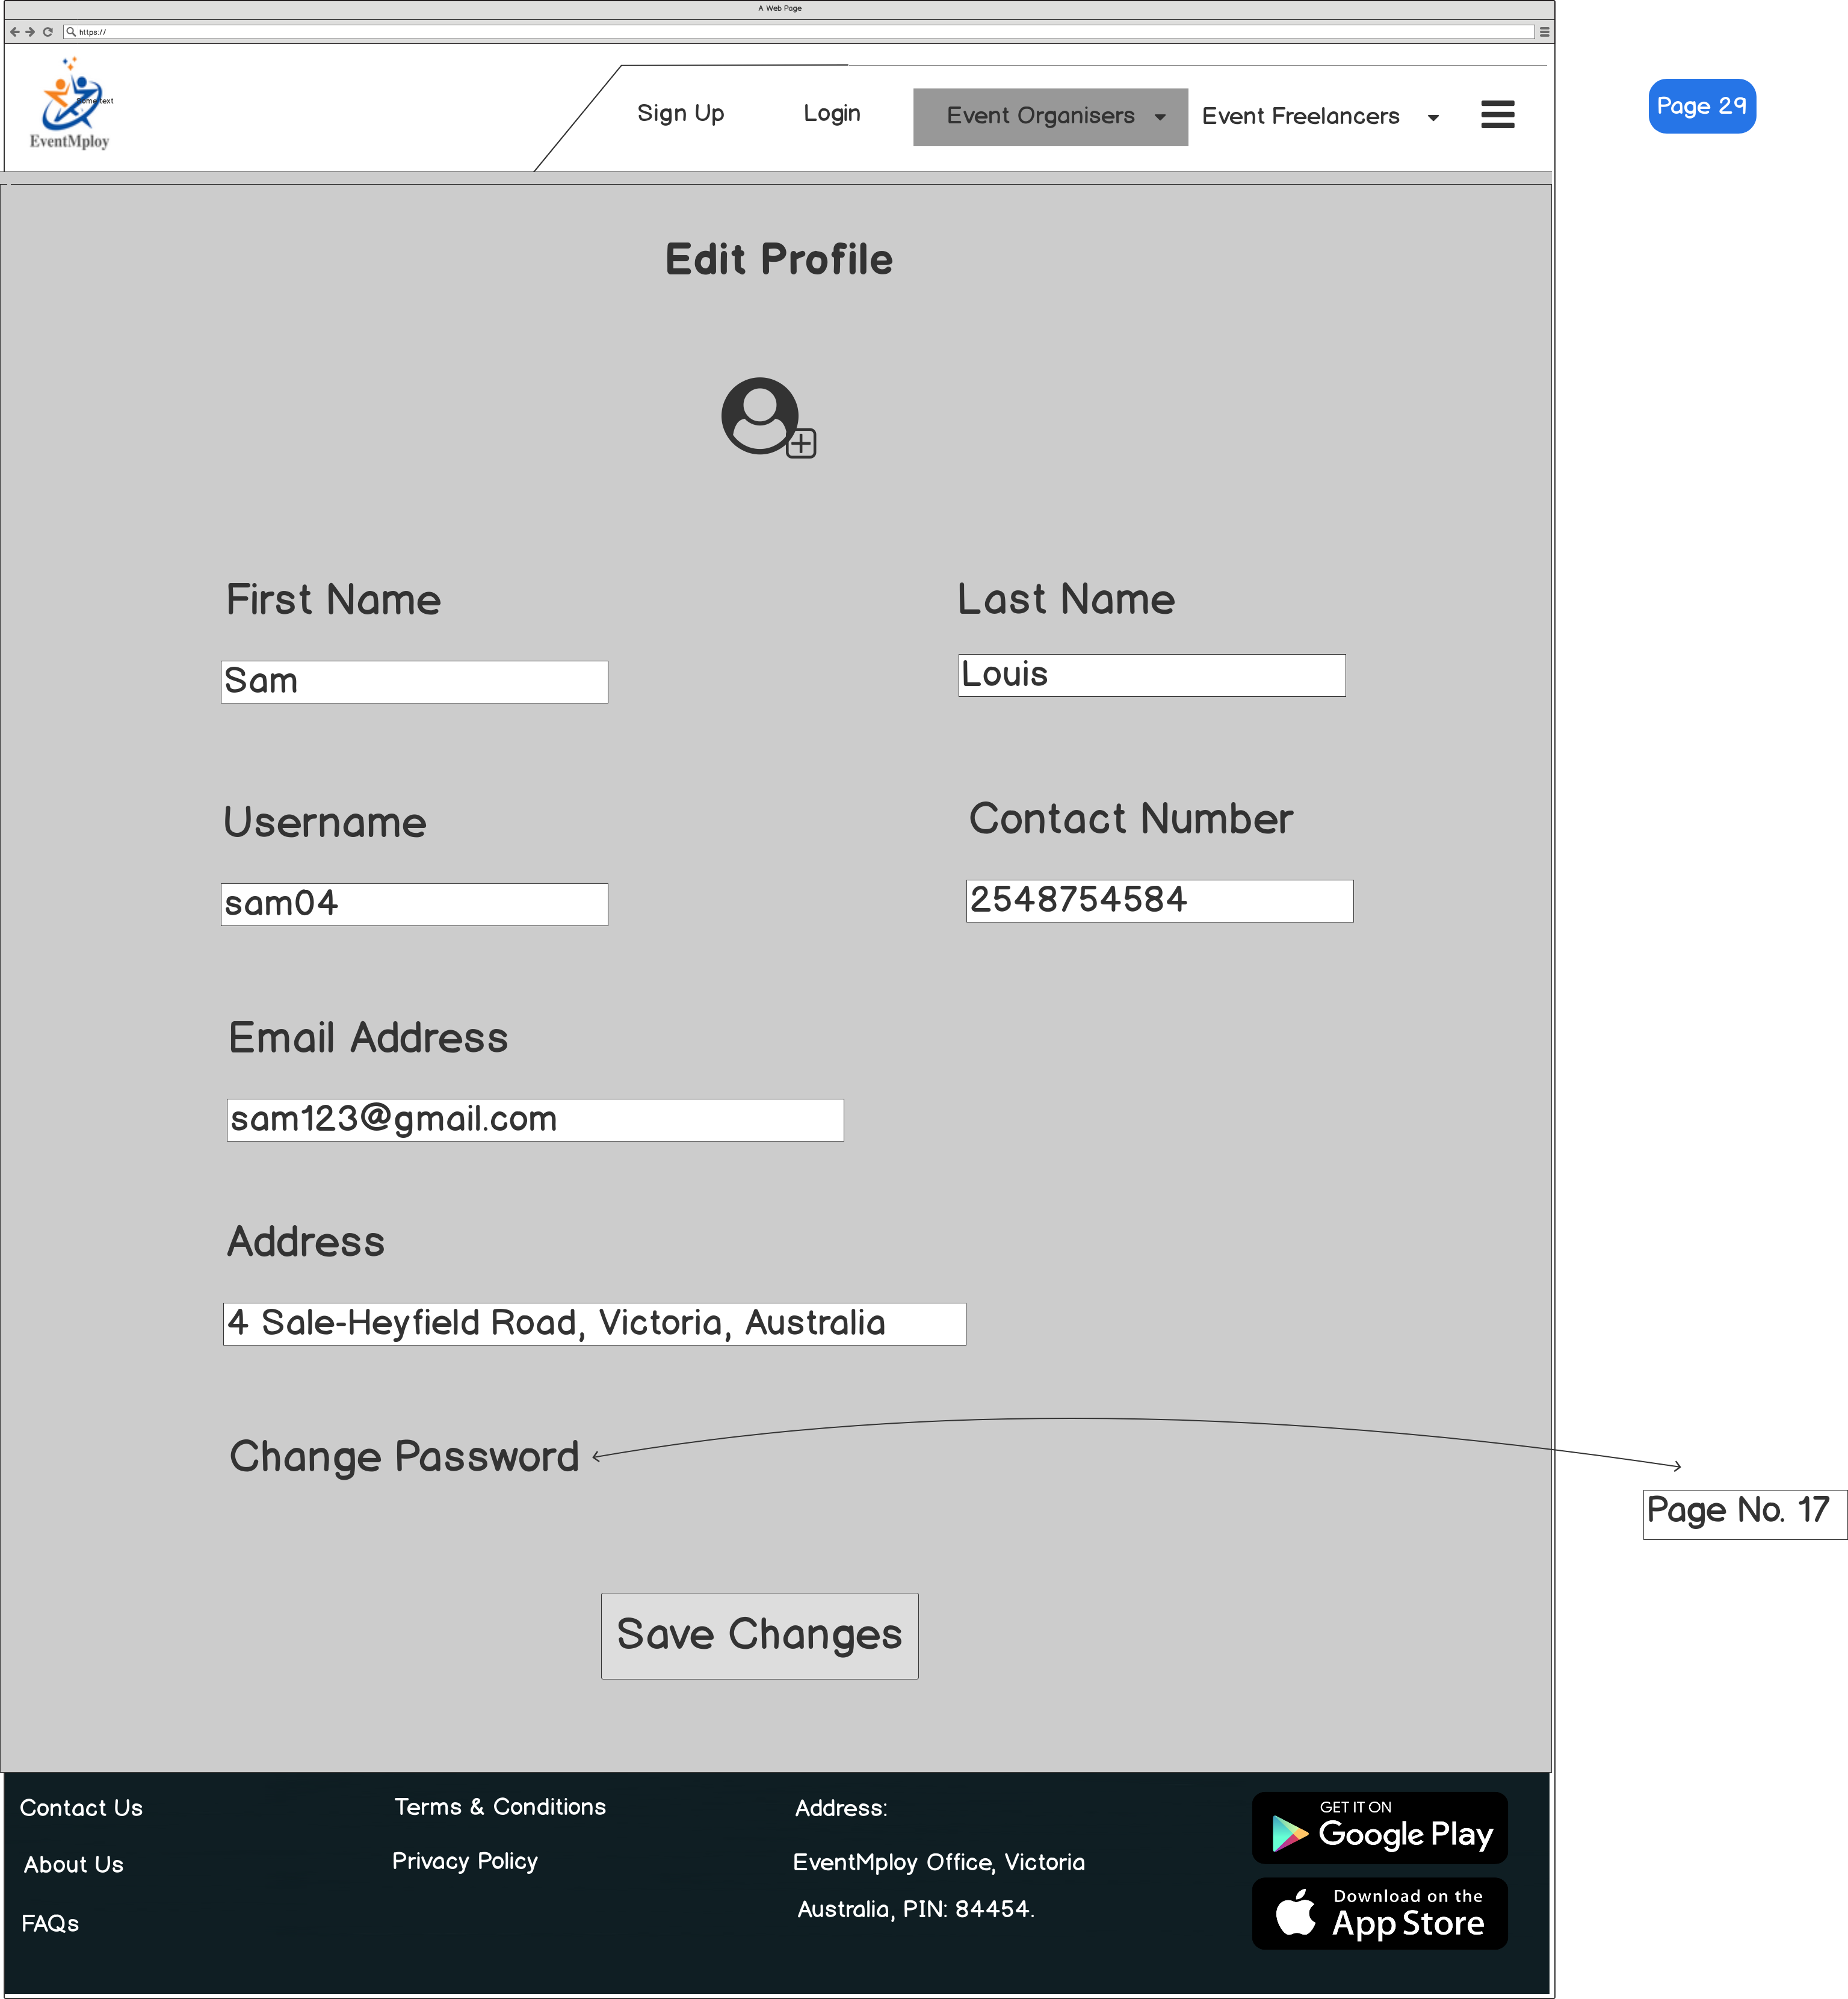 A Web Page
https://
Some text
EventMploy
Sign Up
Login
Event Organisers
Event Freelancers
Page 29
Edit Profile
First Name
Last Name
Sam
Louis
Username
Contact Number
sam04
2548754584
Email Address
sam123@gmail.com
Address
4 Sale-Heyfield Road, Victoria, Australia
Change Password
Page No. 17
Save Changes
Contact Us
About Us
FAQs
Terms & Conditions
Privacy Policy
Address:
EventMploy Office, Victoria
Australia, PIN: 84454.
GET IT ON
Google Play
Download on the
App Store